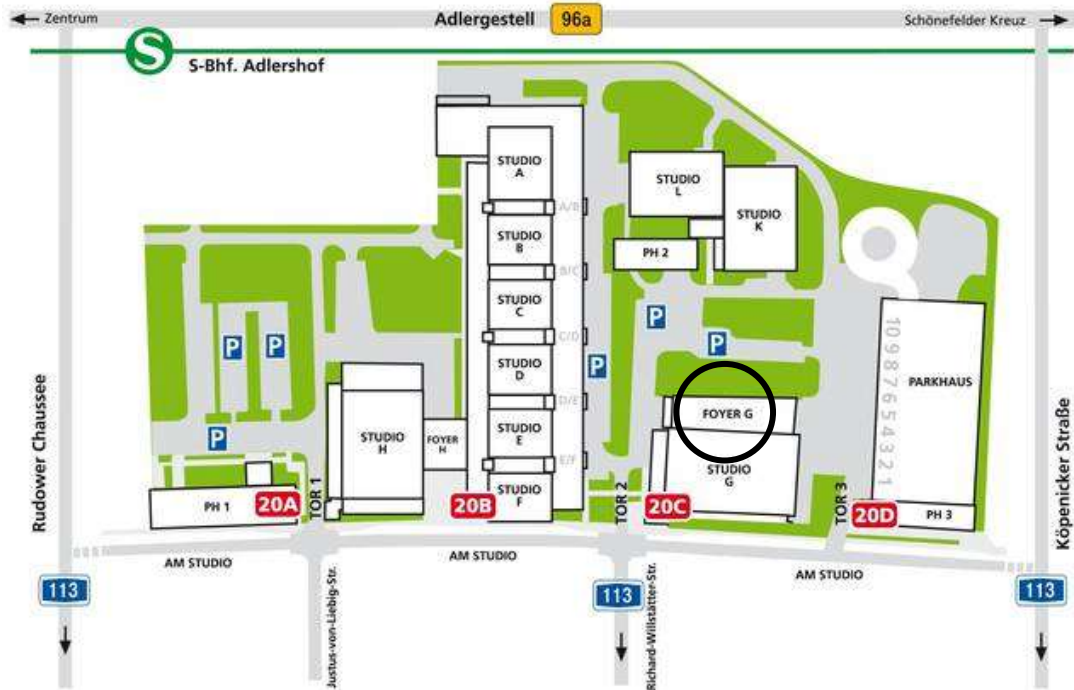 Zentrum
Adlergestell
96a
Schönefelder Kreuz
S
S-Bhf. Adlershof
STUDIO
A
A/B
STUDIO
B
B/C
STUDIO
C
C/D
STUDIO
D
D/E
STUDIO
E
E/F
STUDIO
F
STUDIO
L
STUDIO
K
PH 2
P
P
P
P
P
P
FOYER G
STUDIO
G
10 9 8 7 6 5 4 3 2 1
PARKHAUS
STUDIO
H
FOYER
H
PH 1
20A
TOR 1
20B
TOR 2
20C
TOR 3
20D
PH 3
AM STUDIO
AM STUDIO
AM STUDIO
Rudower Chaussee
Köpenicker Straße
113
Justus-von-Liebig-Str.
113
Richard-Willstätter-Str.
113